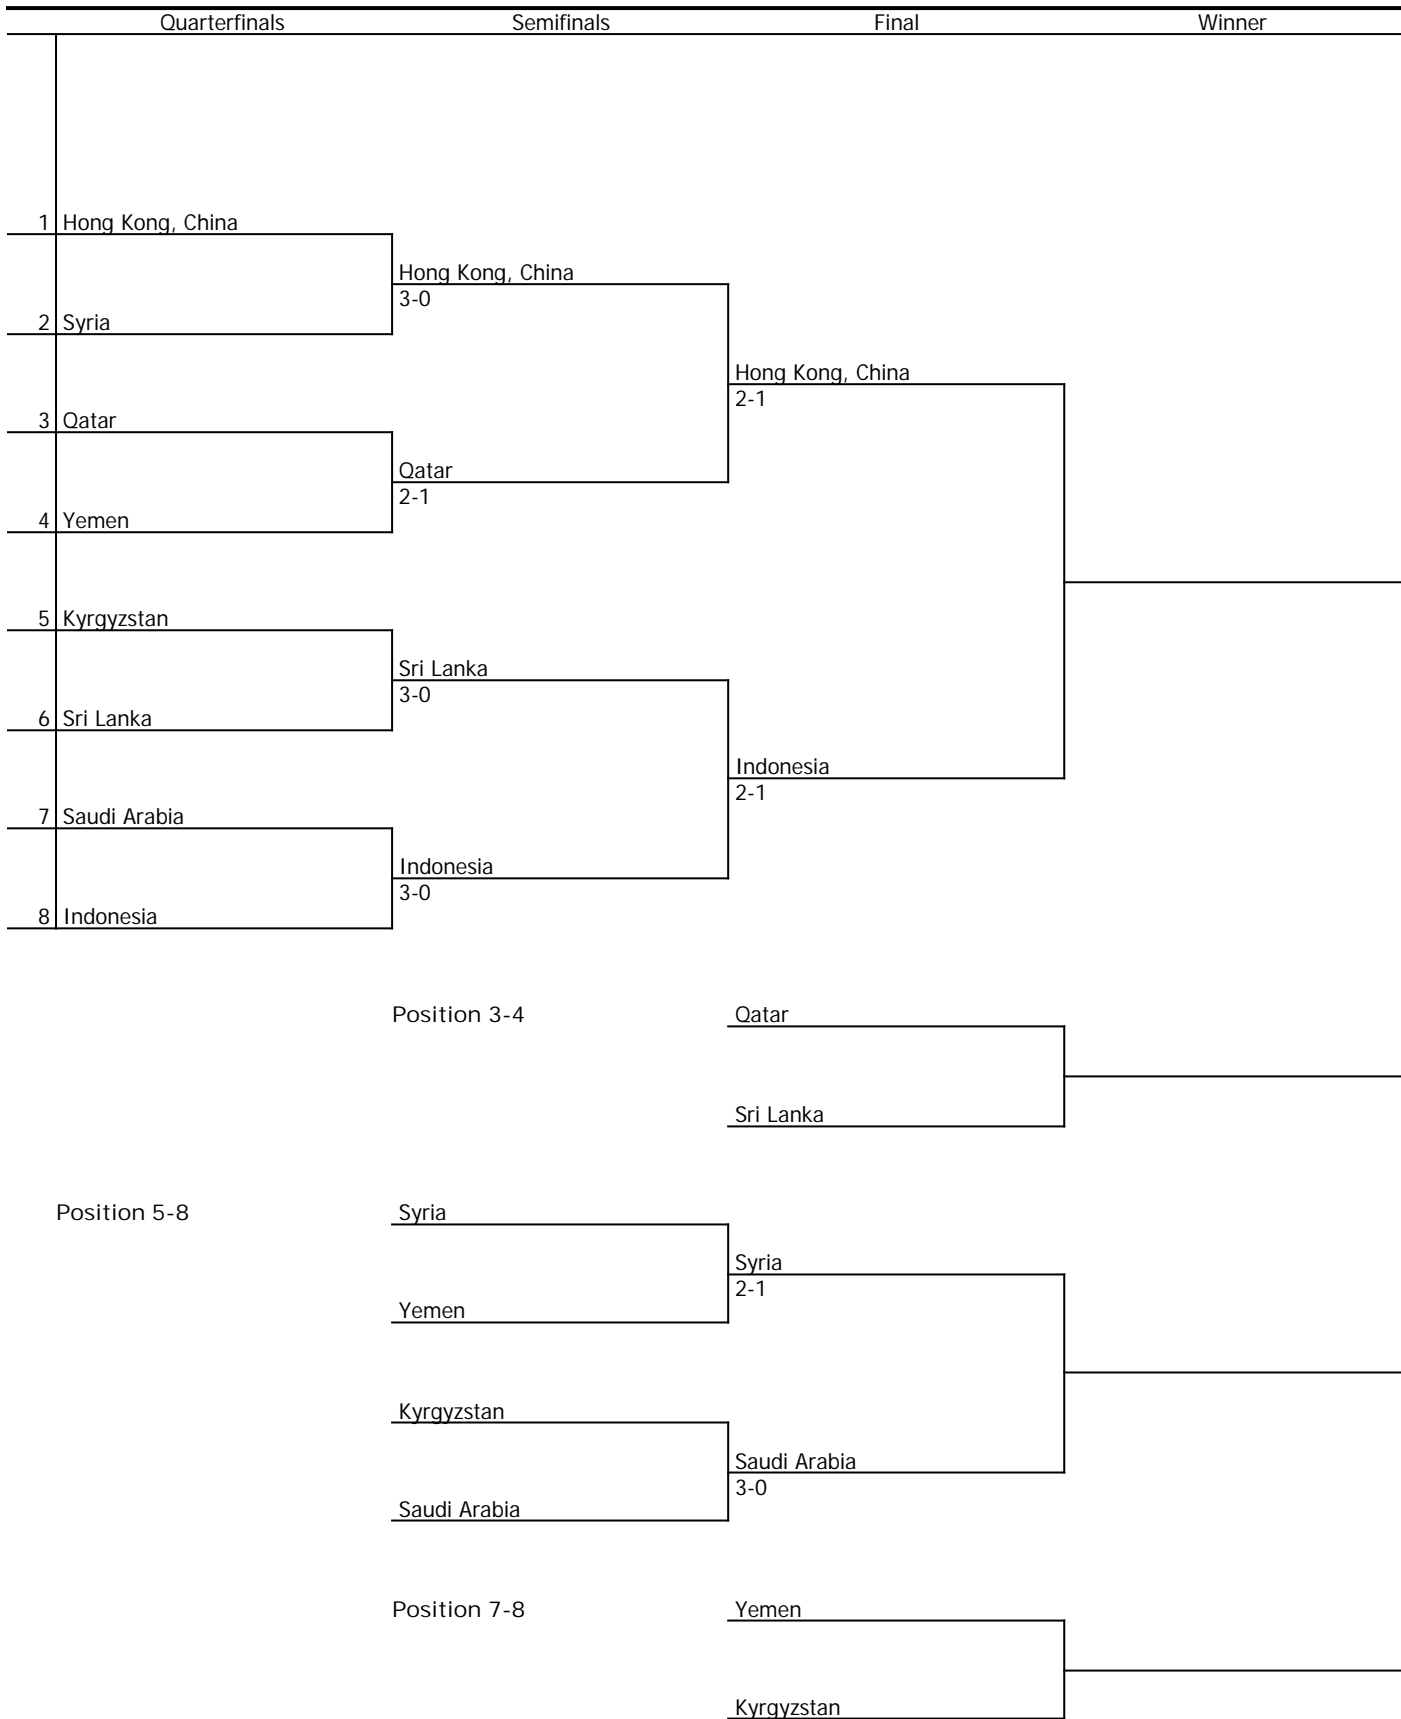 Quarterfinals Semifinals Final Winner
1 Hong Kong, China
Hong Kong, China
3-0
2 Syria
Hong Kong, China
2-1
3 Qatar
Qatar
2-1
4 Yemen
5 Kyrgyzstan
Sri Lanka
3-0
6 Sri Lanka
Indonesia
2-1
7 Saudi Arabia
Indonesia
3-0
8 Indonesia
Position 3-4 Qatar
Sri Lanka
Position 5-8 Syria
Syria
2-1
Yemen
Kyrgyzstan
Saudi Arabia
3-0
Saudi Arabia
Position 7-8 Yemen
Kyrgyzstan